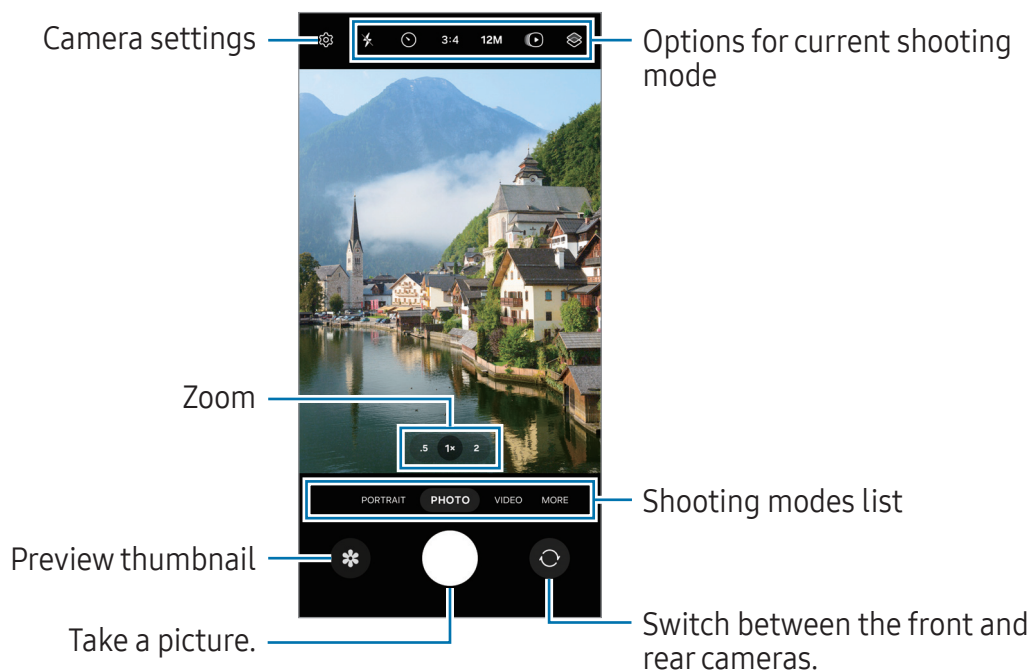 Camera settings
3:4 12M
Options for current shooting
mode
Zoom
.5 1× 2
PORTRAIT PHOTO VIDEO MORE
Shooting modes list
Preview thumbnail
Take a picture.
Switch between the front and
rear cameras.